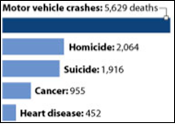 Motor vehicle crashes: 5,629 deaths
Homicide: 2,064
Suicide: 1,916
Cancer: 955
Heart disease: 452